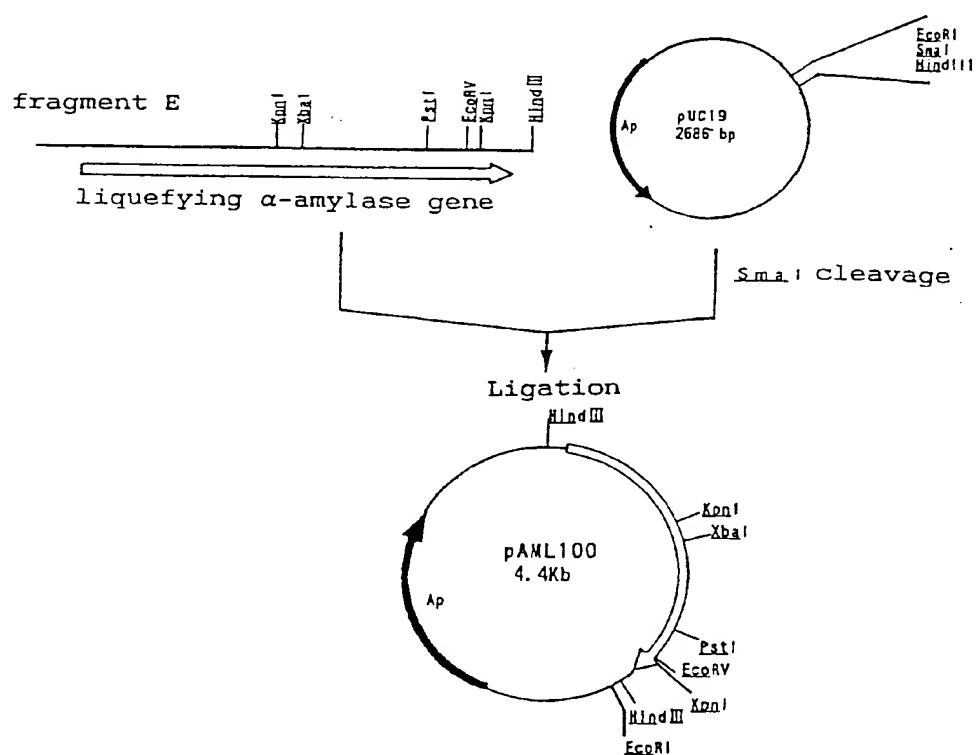 fragment E
KpnI
XbaI
PstI
EcoRV
KpnI
HindIII
liquefying α-amylase gene
Ap
pUC19
2686 bp
EcoRI
SmaI
HindIII
SmaI cleavage
Ligation
HindIII
KpnI
XbaI
pAML100
4.4Kb
Ap
PstI
EcoRV
KpnI
HindIII
EcoRI